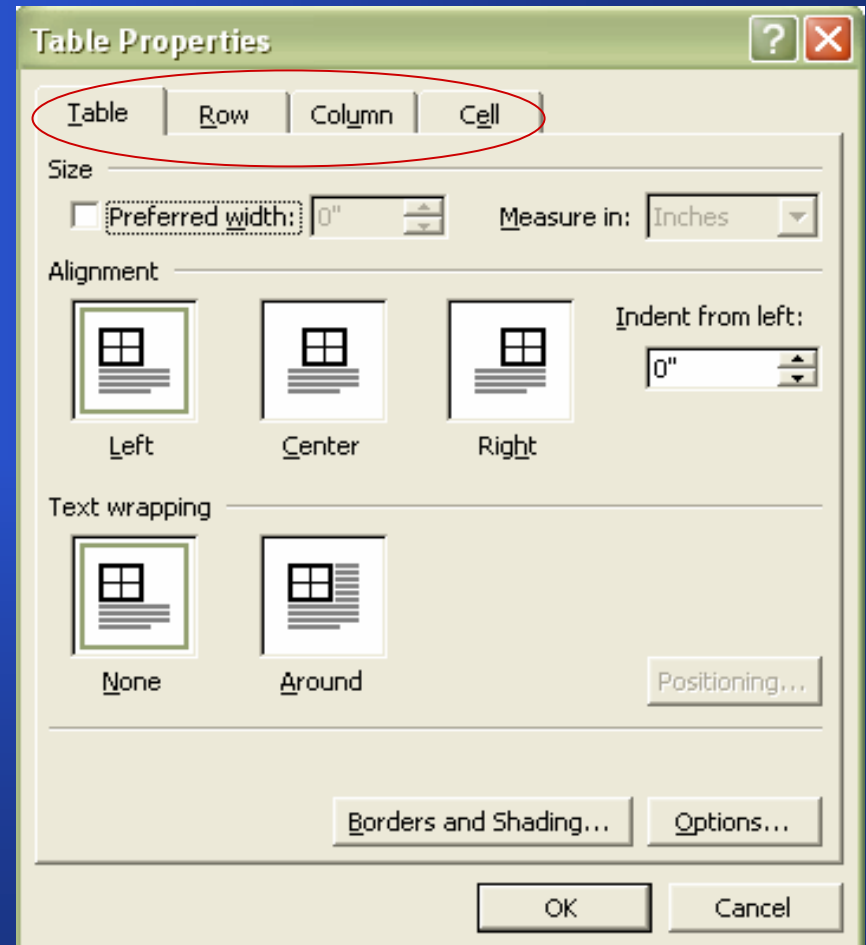 Table Properties
Table Row Column Cell
Size
Preferred width: 0" Measure in: Inches
Alignment
Indent from left:
0"
Left Center Right
Text wrapping
None Around Positioning...
Borders and Shading... Options...
OK Cancel